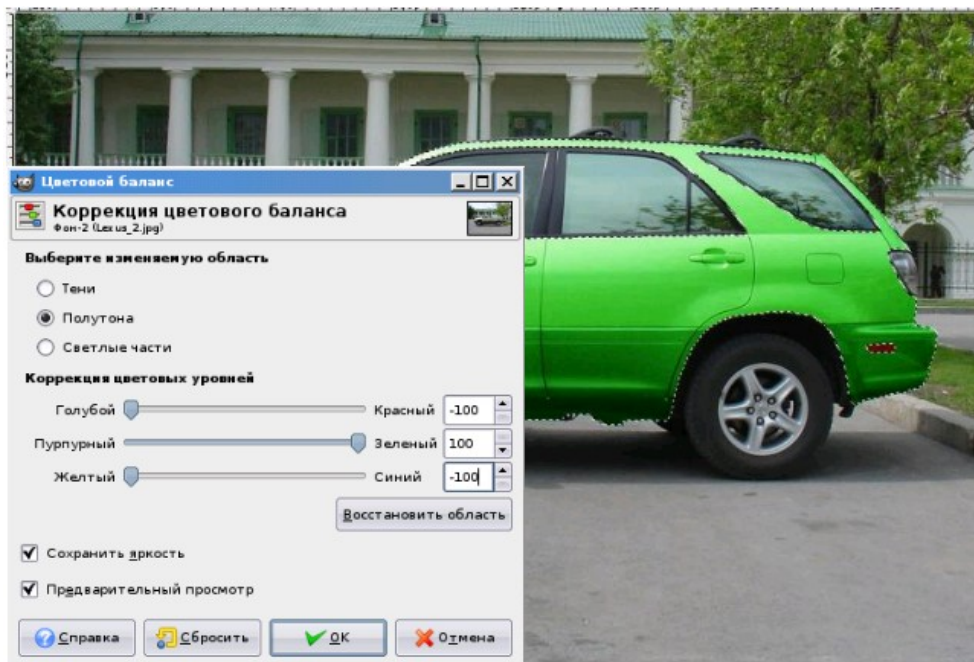 Цветовой баланс
Коррекция цветового баланса
Фон-2 (Lexus_2.jpg)
Выберите изменяемую область
Тени
Полутона
Светлые части
Коррекция цветовых уровней
Голубой Красный -100
Пурпурный Зеленый 100
Желтый Синий -100
Восстановить область
Сохранить яркость
Предварительный просмотр
Справка Сбросить OK Отмена